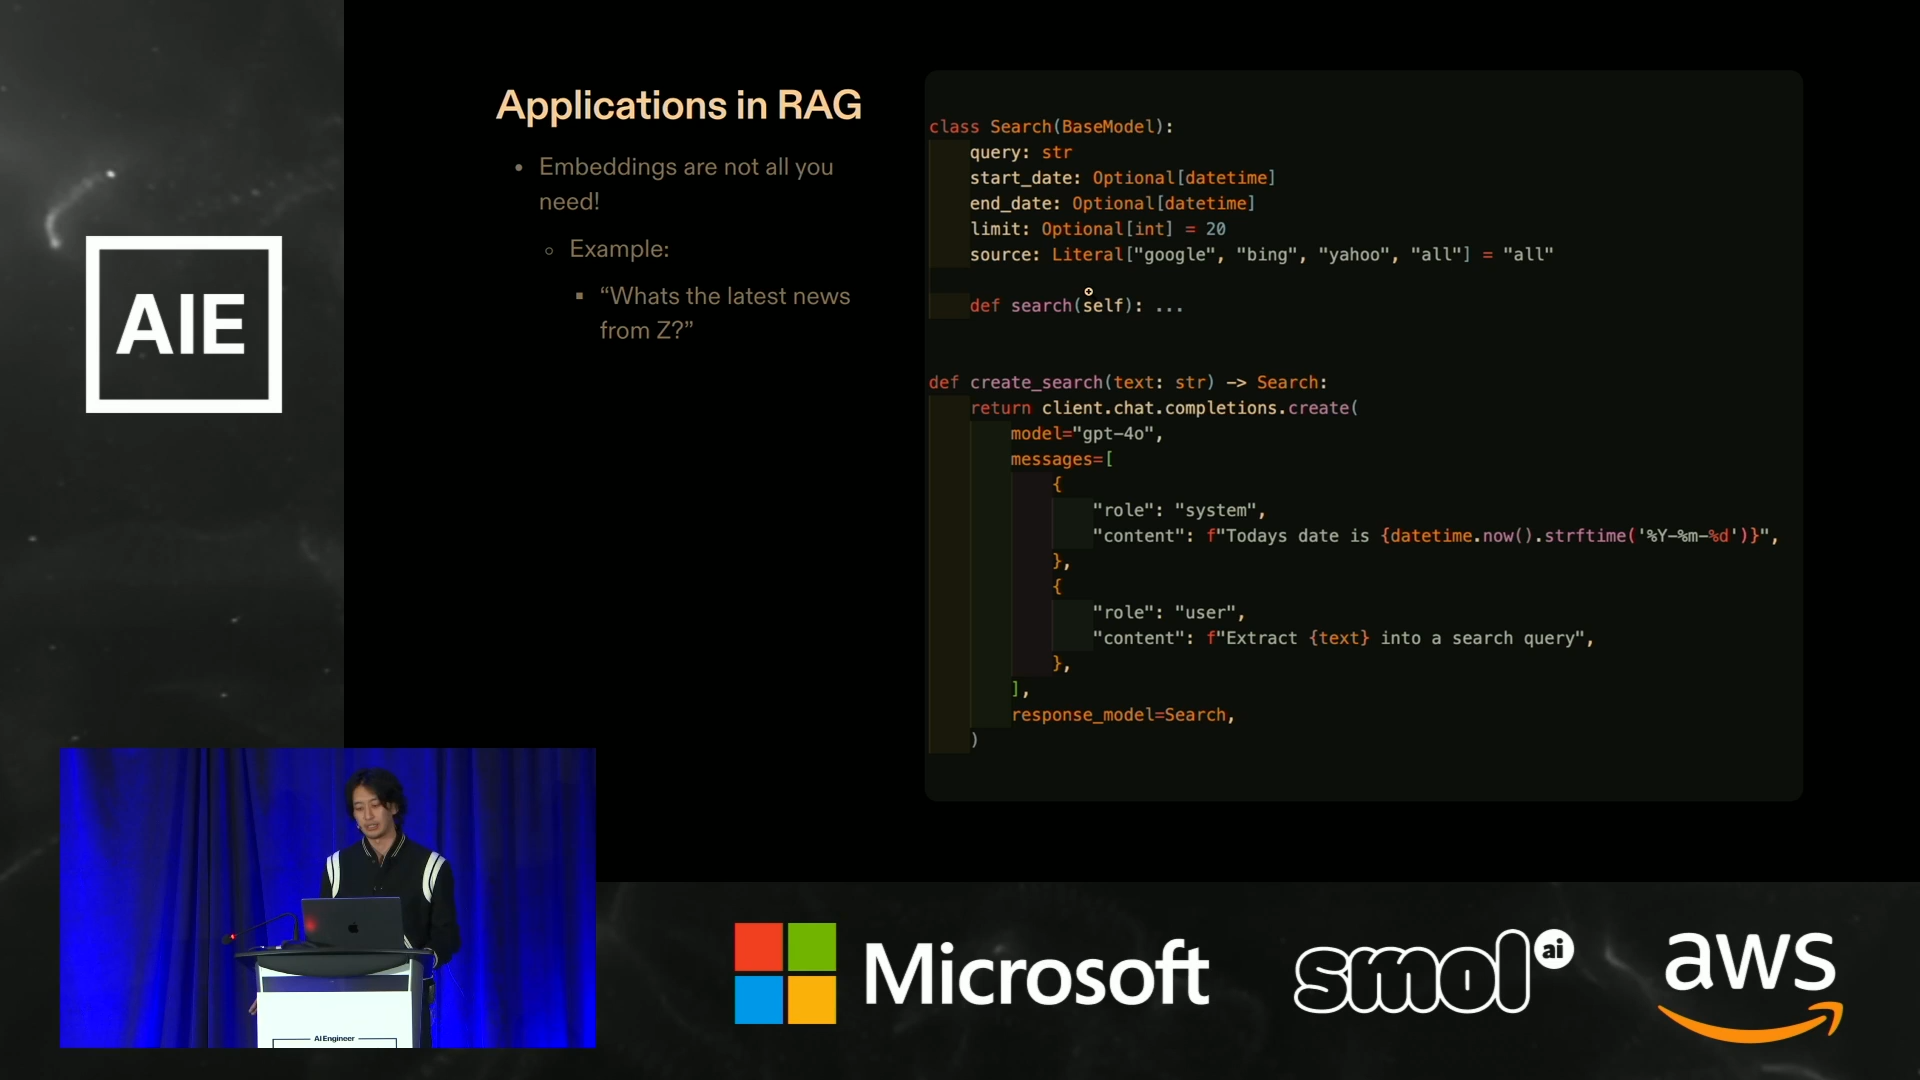 AIE
Applications in RAG
• Embeddings are not all you
need!
◦ Example:
▪ “Whats the latest news
from Z?”
class Search(BaseModel):
    query: str
    start_date: Optional[datetime]
    end_date: Optional[datetime]
    limit: Optional[int] = 20
    source: Literal["google", "bing", "yahoo", "all"] = "all"
    def search(self): ...
def create_search(text: str) -> Search:
    return client.chat.completions.create(
        model="gpt-4o",
        messages=[
            {
                "role": "system",
                "content": f"Todays date is {datetime.now().strftime('%Y-%m-%d')}",
            },
            {
                "role": "user",
                "content": f"Extract {text} into a search query",
            },
        ],
        response_model=Search,
    )
AI Engineer
Microsoft
smol ai
aws